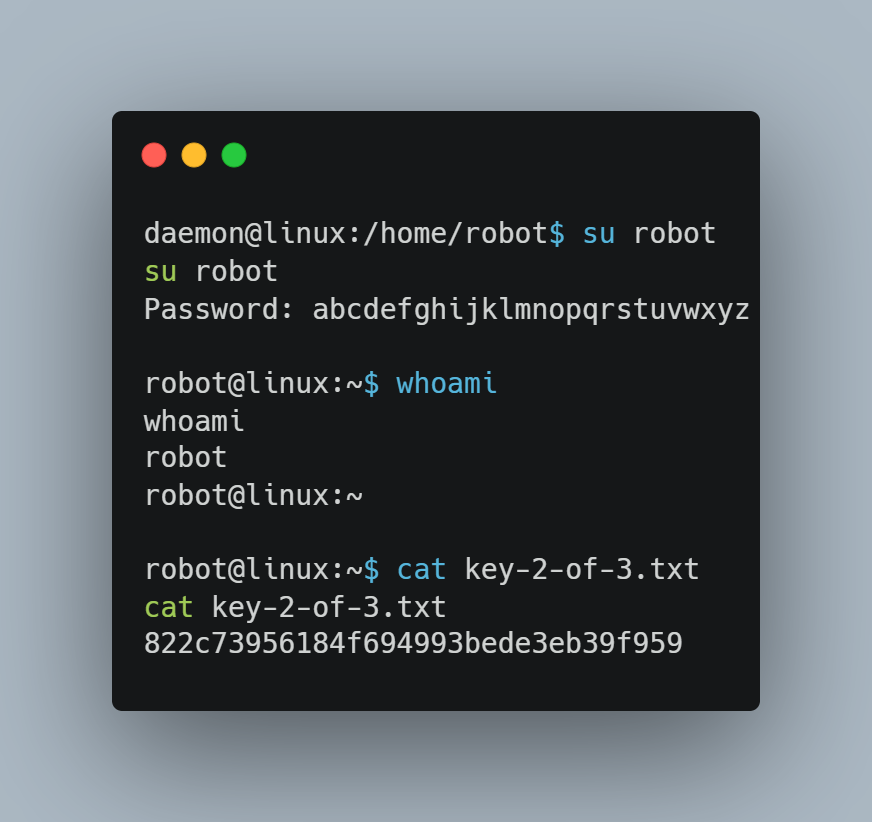 daemon@linux:/home/robot$ su robot
su robot
Password: abcdefghijklmnopqrstuvwxyz
robot@linux:~$ whoami
whoami
robot
robot@linux:~
robot@linux:~$ cat key-2-of-3.txt
cat key-2-of-3.txt
822c73956184f694993bede3eb39f959